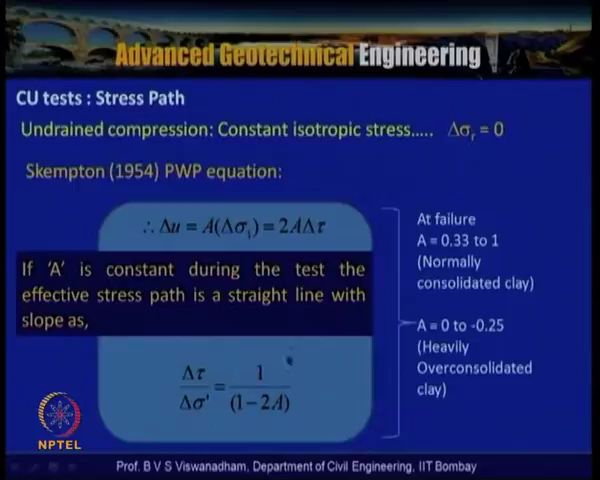 Advanced Geotechnical Engineering
CU tests : Stress Path
Undrained compression: Constant isotropic stress..... Δσr = 0
Skempton (1954) PWP equation:
∴ Δu = A(Δσ1) = 2AΔτ
If ‘A’ is constant during the test the
effective stress path is a straight line with
slope as,
Δτ/Δσ' = 1/(1−2A)
At failure
A = 0.33 to 1
(Normally
consolidated clay)
A = 0 to -0.25
(Heavily
Overconsolidated
clay)
NPTEL
Prof. B V S Viswanadham, Department of Civil Engineering, IIT Bombay